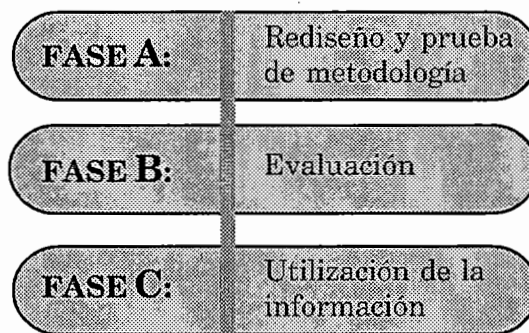 FASE A:
Rediseño y prueba
de metodología
FASE B:
Evaluación
FASE C:
Utilización de la
información